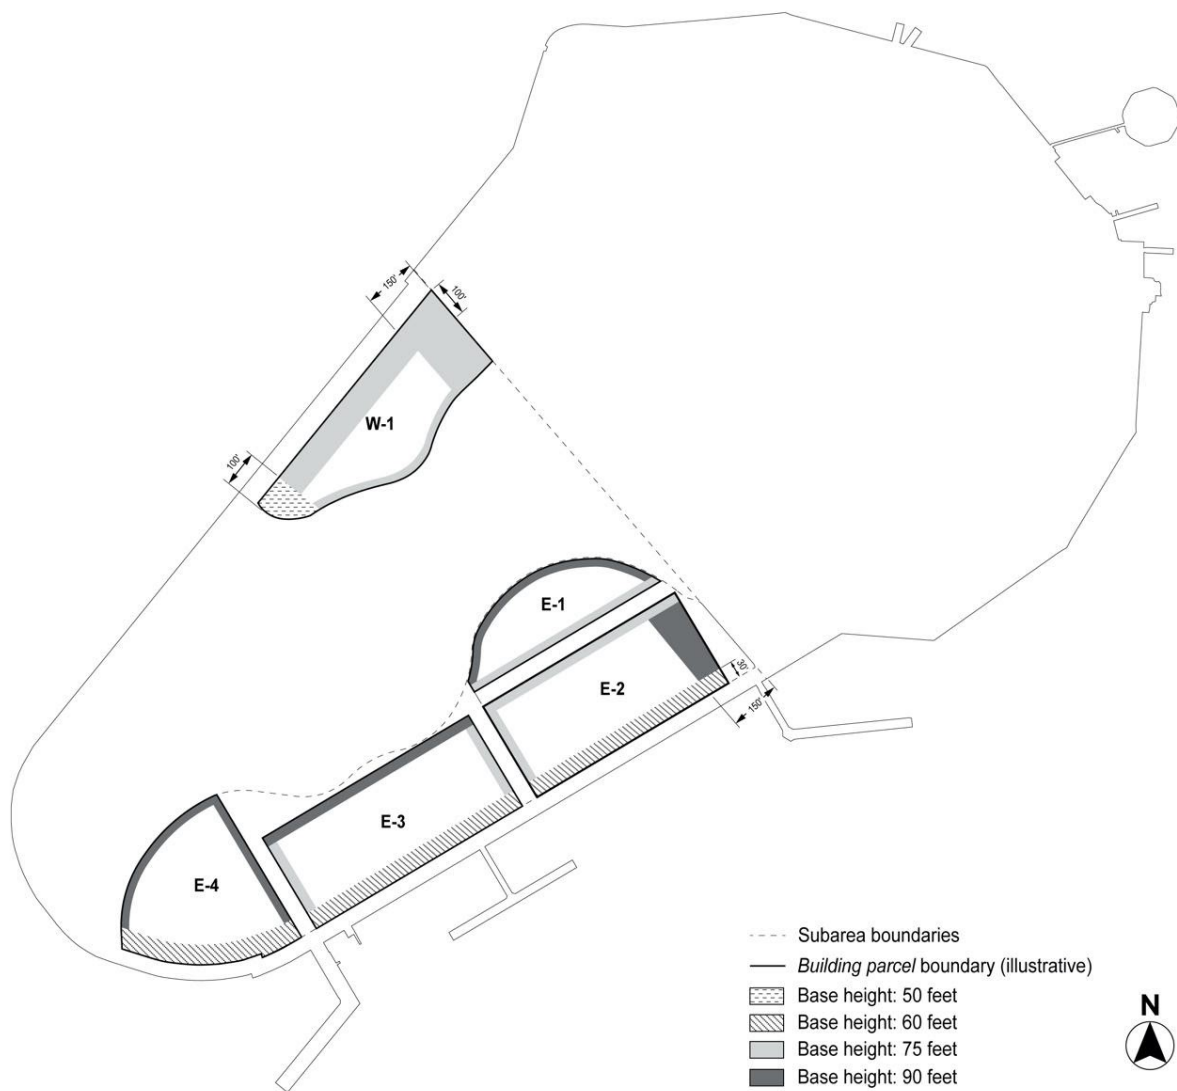 150'
100'
W-1
100'
E-1
E-2
30'
150'
E-3
E-4
Subarea boundaries
Building parcel boundary (illustrative)
Base height: 50 feet
Base height: 60 feet
Base height: 75 feet
Base height: 90 feet
N